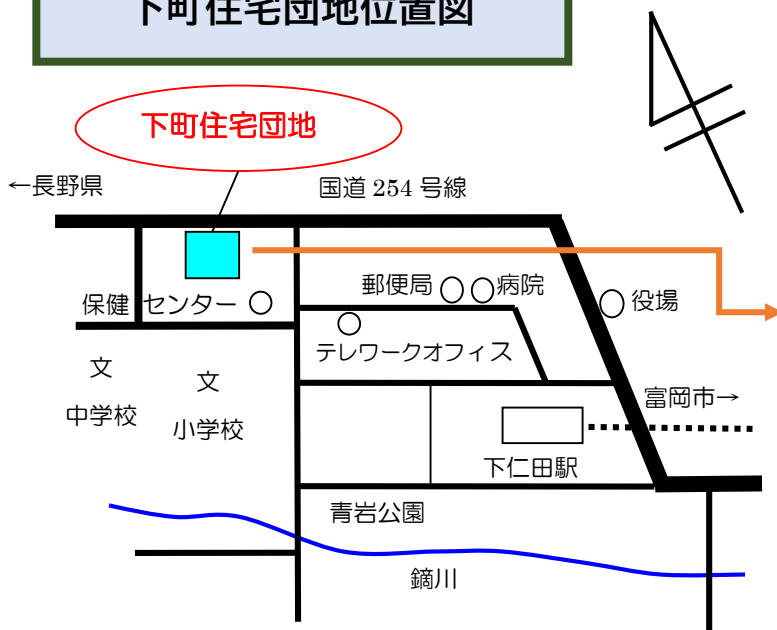 下町住宅団地位置図
下町住宅団地
←長野県
国道 254 号線
郵便局
病院
役場
保健 センター
テレワークオフィス
文
文
中学校
小学校
富岡市→
下仁田駅
青岩公園
鏑川